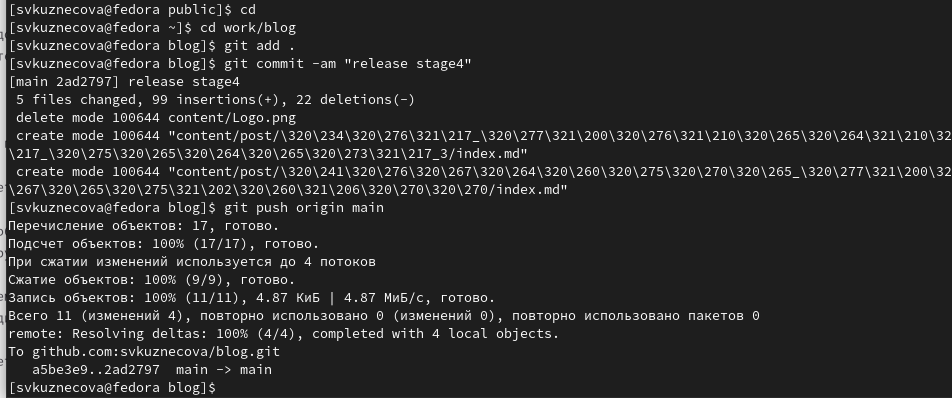 [svkuznecova@fedora public]$ cd
[svkuznecova@fedora ~]$ cd work/blog
[svkuznecova@fedora blog]$ git add .
[svkuznecova@fedora blog]$ git commit -am "release stage4"
[main 2ad2797] release stage4
 5 files changed, 99 insertions(+), 22 deletions(-)
 delete mode 100644 content/Logo.png
 create mode 100644 "content/post/\320\234\320\276\321\217_\320\277\321\200\320\276\321\210\320\265\320\264\321\210\32
\217_\320\275\320\265\320\264\320\265\320\273\321\217_3/index.md"
 create mode 100644 "content/post/\320\241\320\276\320\267\320\264\320\260\320\275\320\270\320\265_\320\277\321\200\32
\267\320\265\320\275\321\202\320\260\321\206\320\270\320\270/index.md"
[svkuznecova@fedora blog]$ git push origin main
Перечисление объектов: 17, готово.
Подсчет объектов: 100% (17/17), готово.
При сжатии изменений используется до 4 потоков
Сжатие объектов: 100% (9/9), готово.
Запись объектов: 100% (11/11), 4.87 КиБ | 4.87 МиБ/с, готово.
Всего 11 (изменений 4), повторно использовано 0 (изменений 0), повторно использовано пакетов 0
remote: Resolving deltas: 100% (4/4), completed with 4 local objects.
To github.com:svkuznecova/blog.git
   a5be3e9..2ad2797  main -> main
[svkuznecova@fedora blog]$